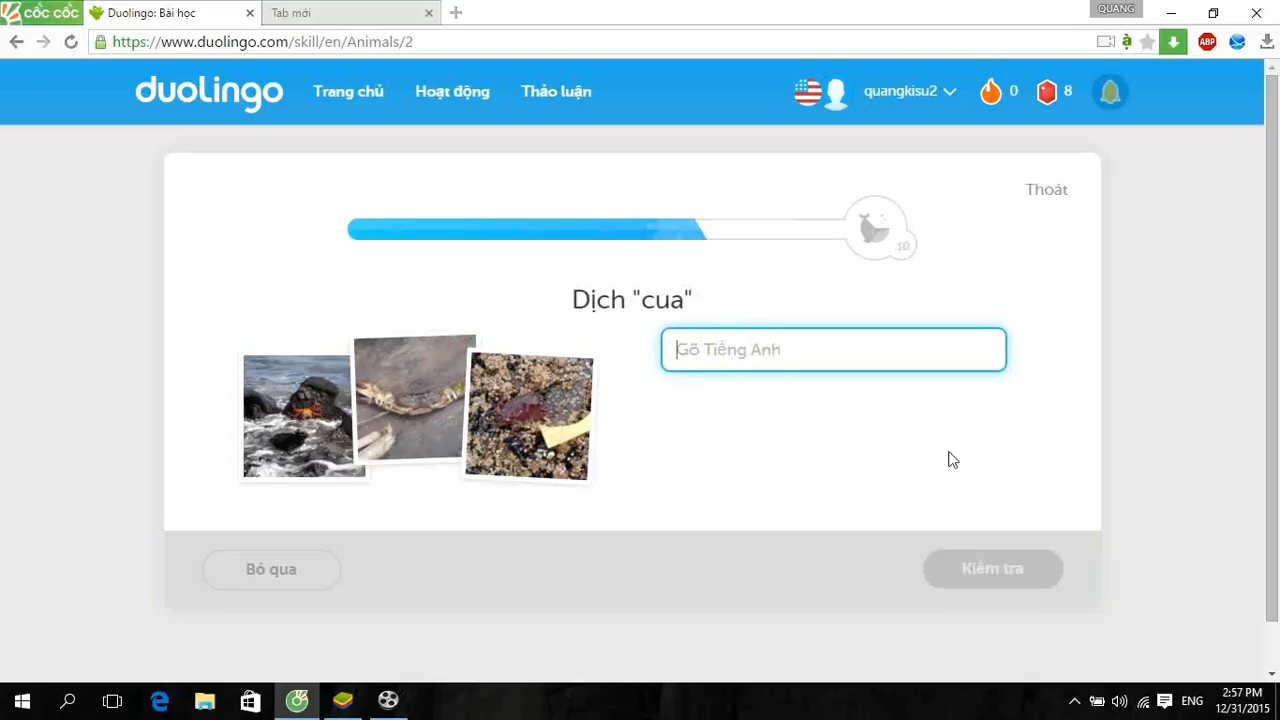 CỐC CỐC
Duolingo: Bài học
Tab mới
QUANG
https://www.duolingo.com/skill/en/Animals/2
ABP
duolingo
Trang chủ
Hoạt động
Thảo luận
quangkisu2
0
8
Thoát
10
Dịch "cua"
Gõ Tiếng Anh
Bỏ qua
Kiểm tra
ENG
2:57 PM
12/31/2015